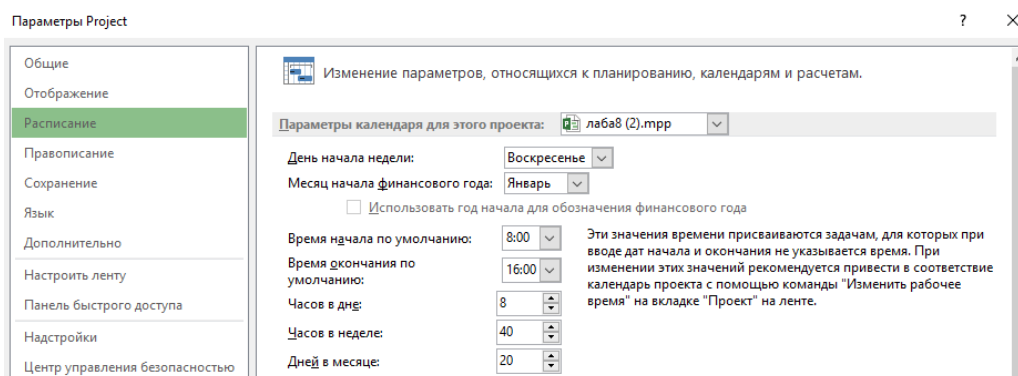 Параметры Project
?
Общие
Отображение
Расписание
Правописание
Сохранение
Язык
Дополнительно
Настроить ленту
Панель быстрого доступа
Надстройки
Центр управления безопасностью
Изменение параметров, относящихся к планированию, календарям и расчетам.
Параметры календаря для этого проекта: лаба8 (2).mpp
День начала недели: Воскресенье
Месяц начала финансового года: Январь
Использовать год начала для обозначения финансового года
Время начала по умолчанию: 8:00
Время окончания по
умолчанию: 16:00
Часов в дне: 8
Часов в неделе: 40
Дней в месяце: 20
Эти значения времени присваиваются задачам, для которых при
вводе дат начала и окончания не указывается время. При
изменении этих значений рекомендуется привести в соответствие
календарь проекта с помощью команды "Изменить рабочее
время" на вкладке "Проект" на ленте.